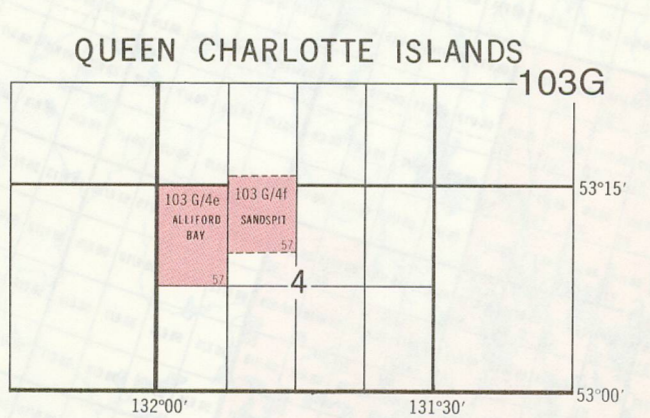 QUEEN CHARLOTTE ISLANDS
103G
53°15'
103 G/4e
ALLIFORD
BAY
57
103 G/4f
SANDSPIT
57
4
53°00'
132°00'
131°30'